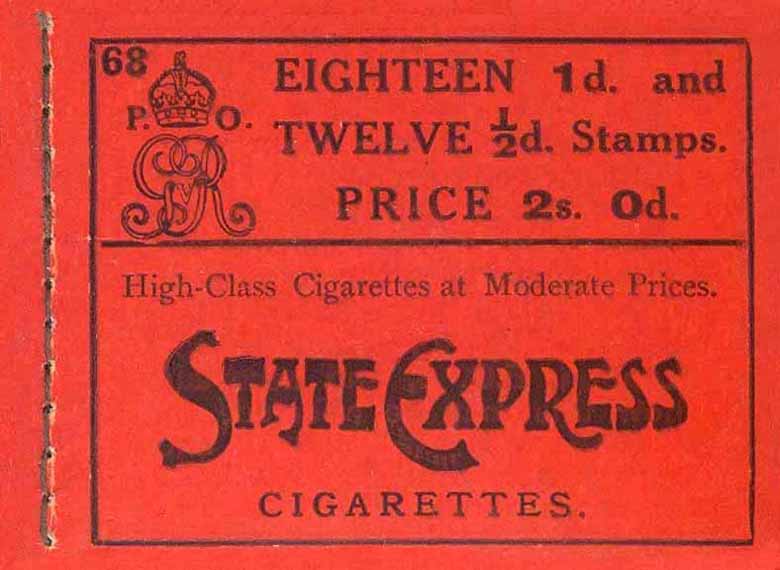 68
P. O.
GVR
EIGHTEEN 1d. and
TWELVE ½d. Stamps.
PRICE 2s. 0d.
High-Class Cigarettes at Moderate Prices.
STATE EXPRESS
CIGARETTES.